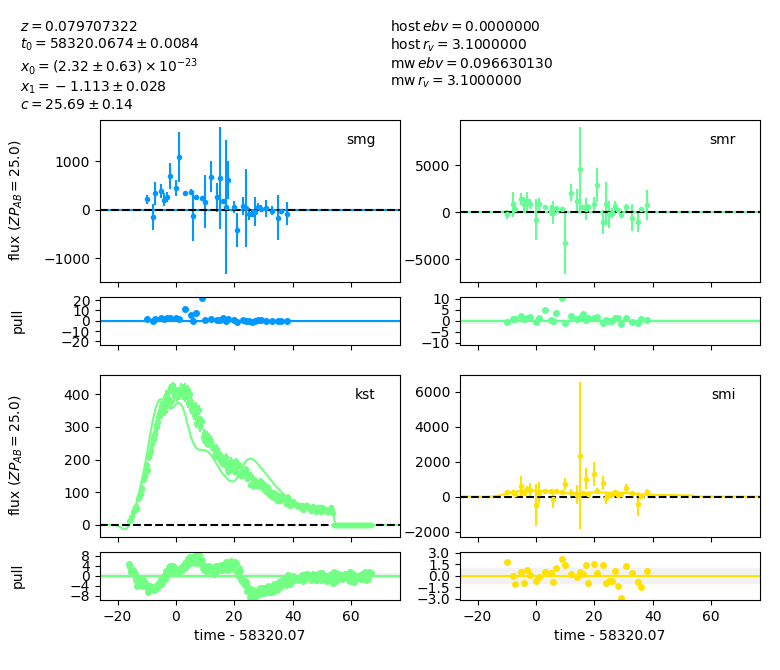 z = 0.079707322
t₀ = 58320.0674 ± 0.0084
x₀ = (2.32 ± 0.63) × 10⁻²³
x₁ = −1.113 ± 0.028
c = 25.69 ± 0.14
host ebv = 0.0000000
host r_v = 3.1000000
mw ebv = 0.096630130
mw r_v = 3.1000000
flux (ZP_AB = 25.0)
smg
1000
0
−1000
smr
5000
0
−5000
pull
20
10
0
−10
−20
10
5
0
−5
−10
flux (ZP_AB = 25.0)
kst
400
300
200
100
0
smi
6000
4000
2000
0
−2000
pull
8
4
0
−4
−8
3.0
1.5
0.0
−1.5
−3.0
−20 0 20 40 60
−20 0 20 40 60
time - 58320.07
time - 58320.07